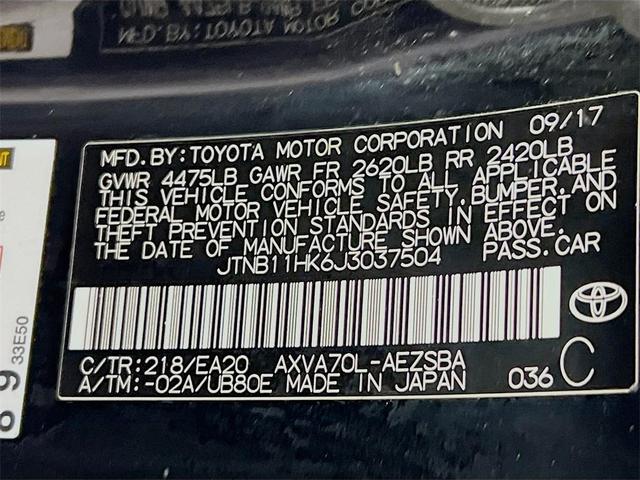 MFD.BY:TOYOTA MOTOR CORPORATION 09/17
GVWR 4475LB GAWR FR 2620LB RR 2420LB
THIS VEHICLE CONFORMS TO ALL APPLICABLE
FEDERAL MOTOR VEHICLE SAFETY,BUMPER,AND
THEFT PREVENTION STANDARDS IN EFFECT ON
THE DATE OF MANUFACTURE SHOWN ABOVE.
JTNB11HK6J3037504 PASS.CAR
C/TR:218/EA20 AXVA70L-AEZSBA
A/TM:-02A/UB80E MADE IN JAPAN 036 C
33E50